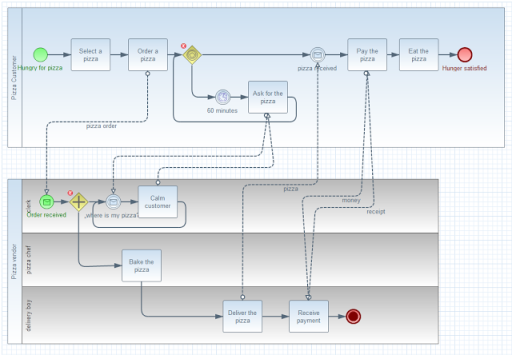 Pizza Customer
Hungry for pizza
Select a
pizza
Order a
pizza
pizza received
Pay the
pizza
Eat the
pizza
Hunger satisfied
60 minutes
Ask for the
pizza
pizza order
Pizza vendor
clerk
Order received
„where is my pizza"
Calm
customer
pizza
money
receipt
pizza chef
Bake the
pizza
delivery boy
Deliver the
pizza
Receive
payment